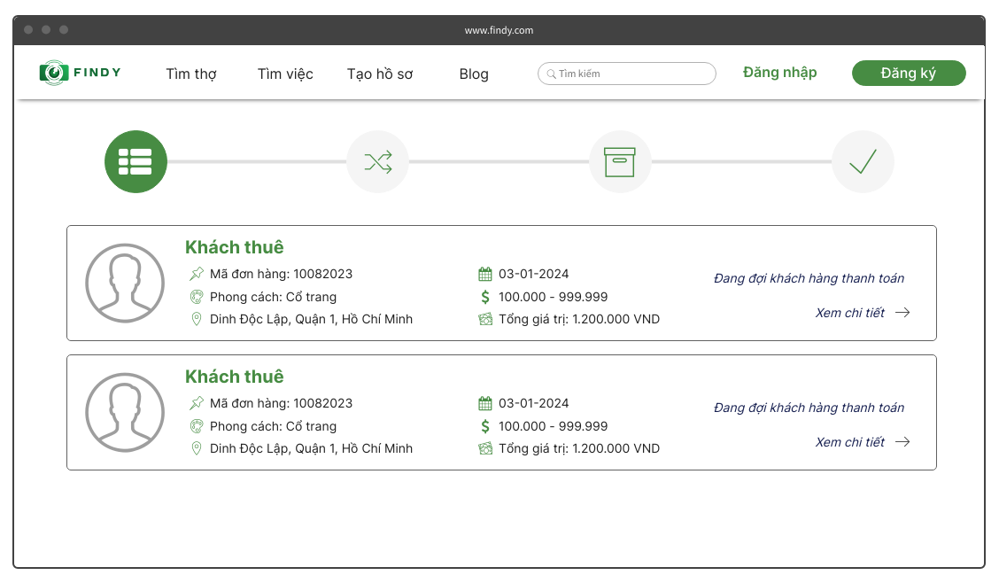 www.findy.com
FINDY
Tìm thợ
Tìm việc
Tạo hồ sơ
Blog
Tìm kiếm
Đăng nhập
Đăng ký
Khách thuê
Mã đơn hàng: 10082023
03-01-2024
Đang đợi khách hàng thanh toán
Phong cách: Cổ trang
100.000 - 999.999
Dinh Độc Lập, Quận 1, Hồ Chí Minh
Tổng giá trị: 1.200.000 VND
Xem chi tiết
Khách thuê
Mã đơn hàng: 10082023
03-01-2024
Đang đợi khách hàng thanh toán
Phong cách: Cổ trang
100.000 - 999.999
Dinh Độc Lập, Quận 1, Hồ Chí Minh
Tổng giá trị: 1.200.000 VND
Xem chi tiết